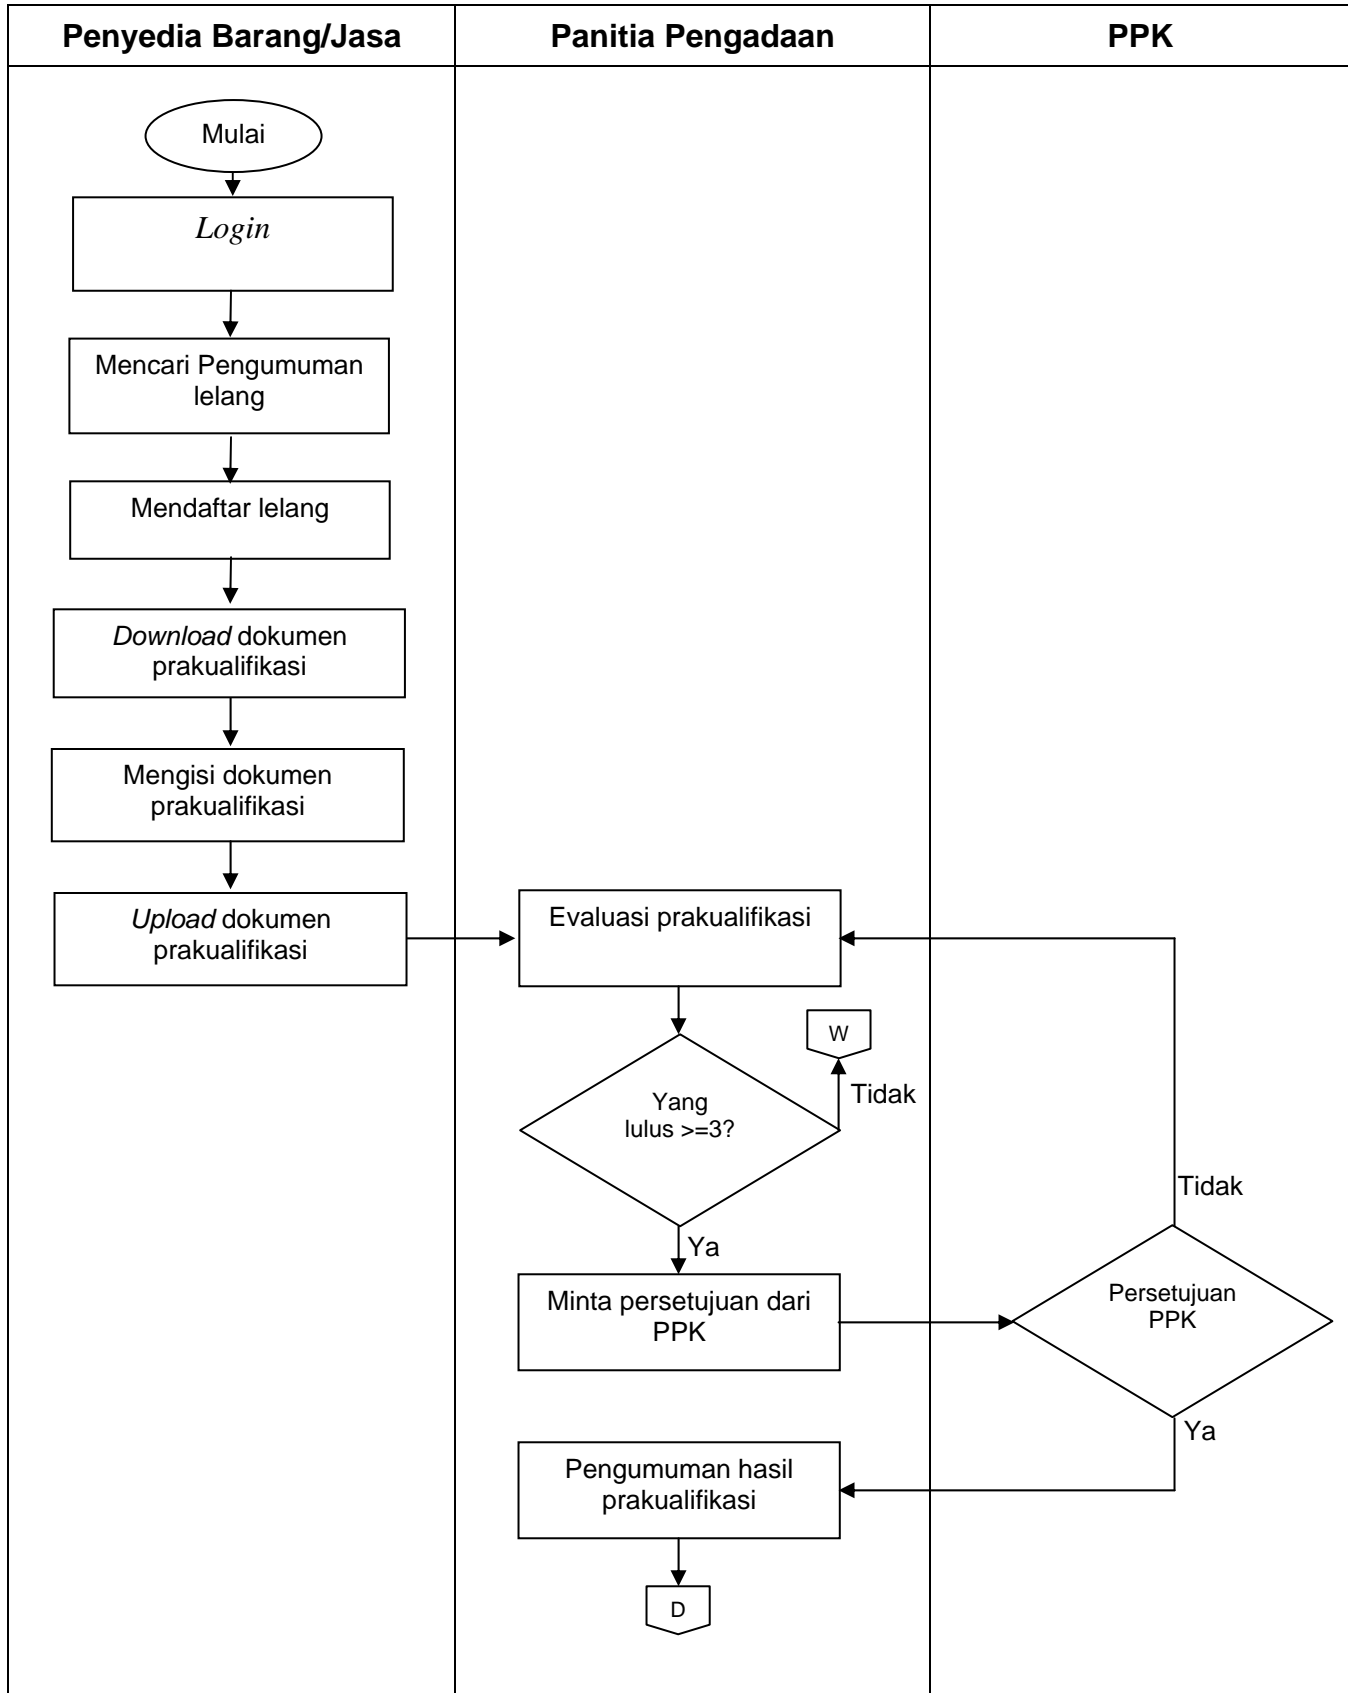 Penyedia Barang/Jasa
Panitia Pengadaan
PPK
Mulai
Login
Mencari Pengumuman
lelang
Mendaftar lelang
Download dokumen
prakualifikasi
Mengisi dokumen
prakualifikasi
Upload dokumen
prakualifikasi
Evaluasi prakualifikasi
W
Tidak
Yang
lulus >=3?
Ya
Minta persetujuan dari
PPK
Tidak
Persetujuan
PPK
Ya
Pengumuman hasil
prakualifikasi
D